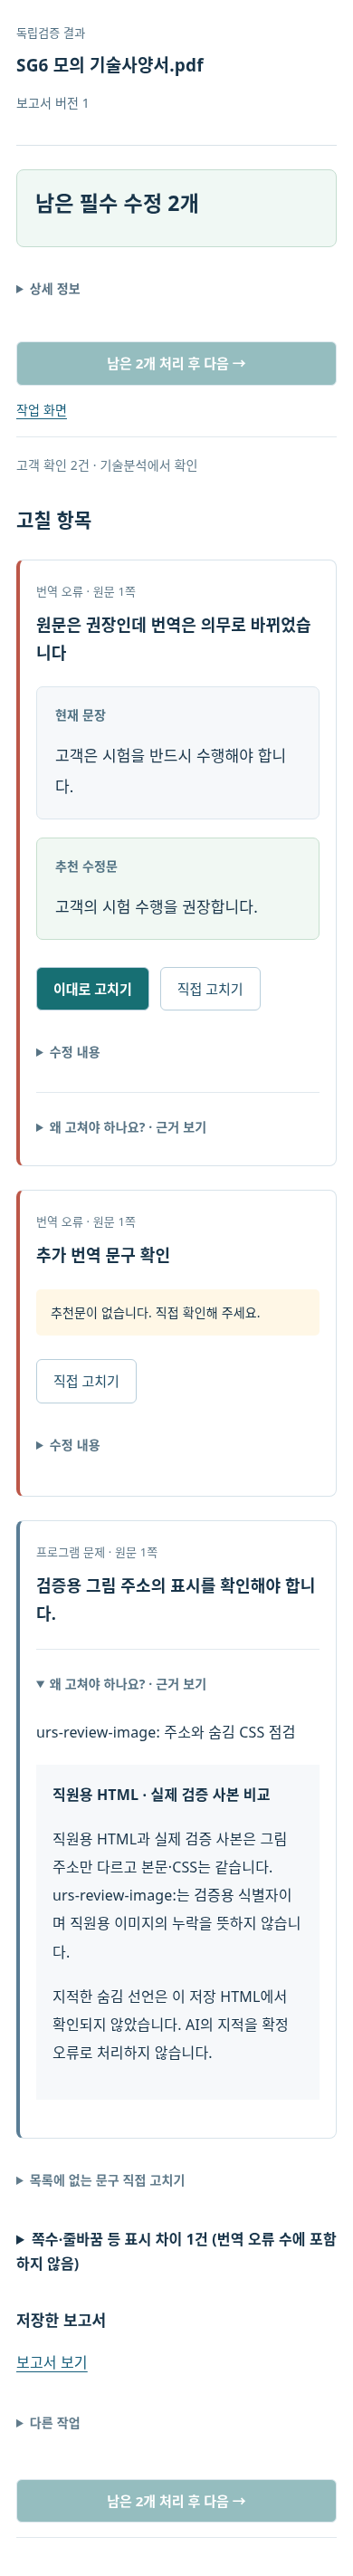 독립검증 결과
SG6 모의 기술사양서.pdf
보고서 버전 1
남은 필수 수정 2개
▶ 상세 정보
남은 2개 처리 후 다음 →
작업 화면
고객 확인 2건 · 기술분석에서 확인
고칠 항목
번역 오류 · 원문 1쪽
원문은 권장인데 번역은 의무로 바뀌었습
니다
현재 문장
고객은 시험을 반드시 수행해야 합니
다.
추천 수정문
고객의 시험 수행을 권장합니다.
이대로 고치기
직접 고치기
▶ 수정 내용
▶ 왜 고쳐야 하나요? · 근거 보기
번역 오류 · 원문 1쪽
추가 번역 문구 확인
추천문이 없습니다. 직접 확인해 주세요.
직접 고치기
▶ 수정 내용
프로그램 문제 · 원문 1쪽
검증용 그림 주소의 표시를 확인해야 합니
다.
▼ 왜 고쳐야 하나요? · 근거 보기
urs-review-image: 주소와 숨김 CSS 점검
직원용 HTML · 실제 검증 사본 비교
직원용 HTML과 실제 검증 사본은 그림
주소만 다르고 본문·CSS는 같습니다.
urs-review-image:는 검증용 식별자이
며 직원용 이미지의 누락을 뜻하지 않습니
다.
지적한 숨김 선언은 이 저장 HTML에서
확인되지 않았습니다. AI의 지적을 확정
오류로 처리하지 않습니다.
▶ 목록에 없는 문구 직접 고치기
▶ 쪽수·줄바꿈 등 표시 차이 1건 (번역 오류 수에 포함
하지 않음)
저장한 보고서
보고서 보기
▶ 다른 작업
남은 2개 처리 후 다음 →